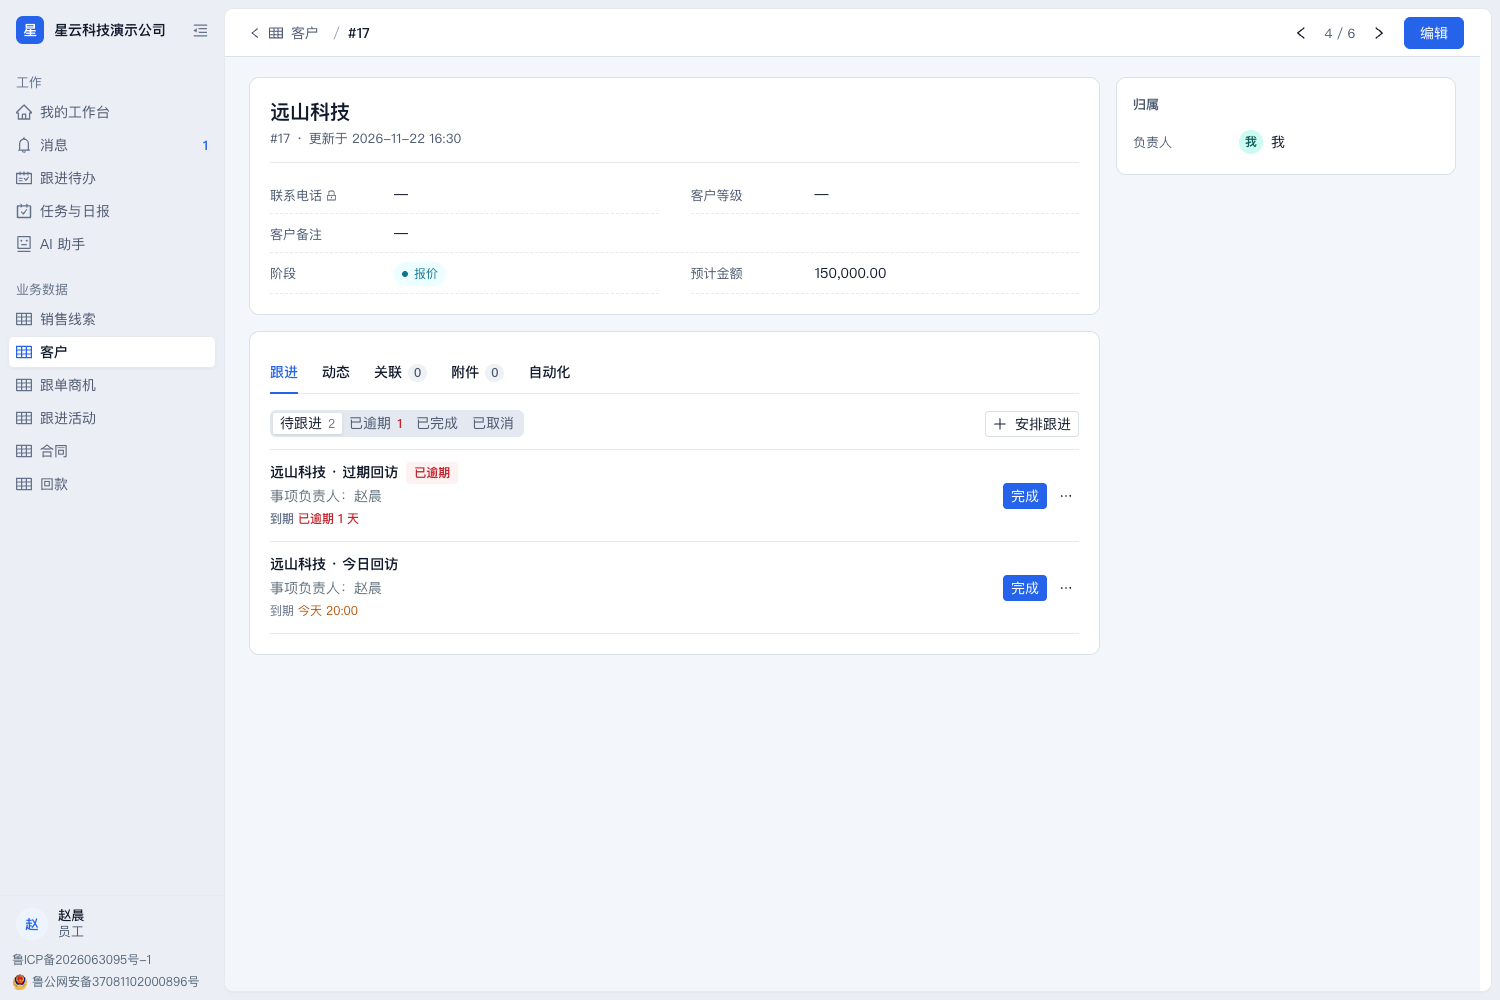 星 星云科技演示公司
工作
我的工作台
消息 1
跟进待办
任务与日报
AI 助手
业务数据
销售线索
客户
跟单商机
跟进活动
合同
回款
赵 赵晨
员工
鲁ICP备2026063095号-1
鲁公网安备37081102000896号
客户 / #17
4 / 6 编辑
远山科技
#17 · 更新于 2026-11-22 16:30
联系电话 — 客户等级 —
客户备注 —
阶段 报价 预计金额 150,000.00
归属
负责人 我 我
跟进 动态 关联 0 附件 0 自动化
待跟进 2 已逾期 1 已完成 已取消 安排跟进
远山科技 · 过期回访 已逾期
事项负责人：赵晨
到期 已逾期 1 天
完成 ···
远山科技 · 今日回访
事项负责人：赵晨
到期 今天 20:00
完成 ···